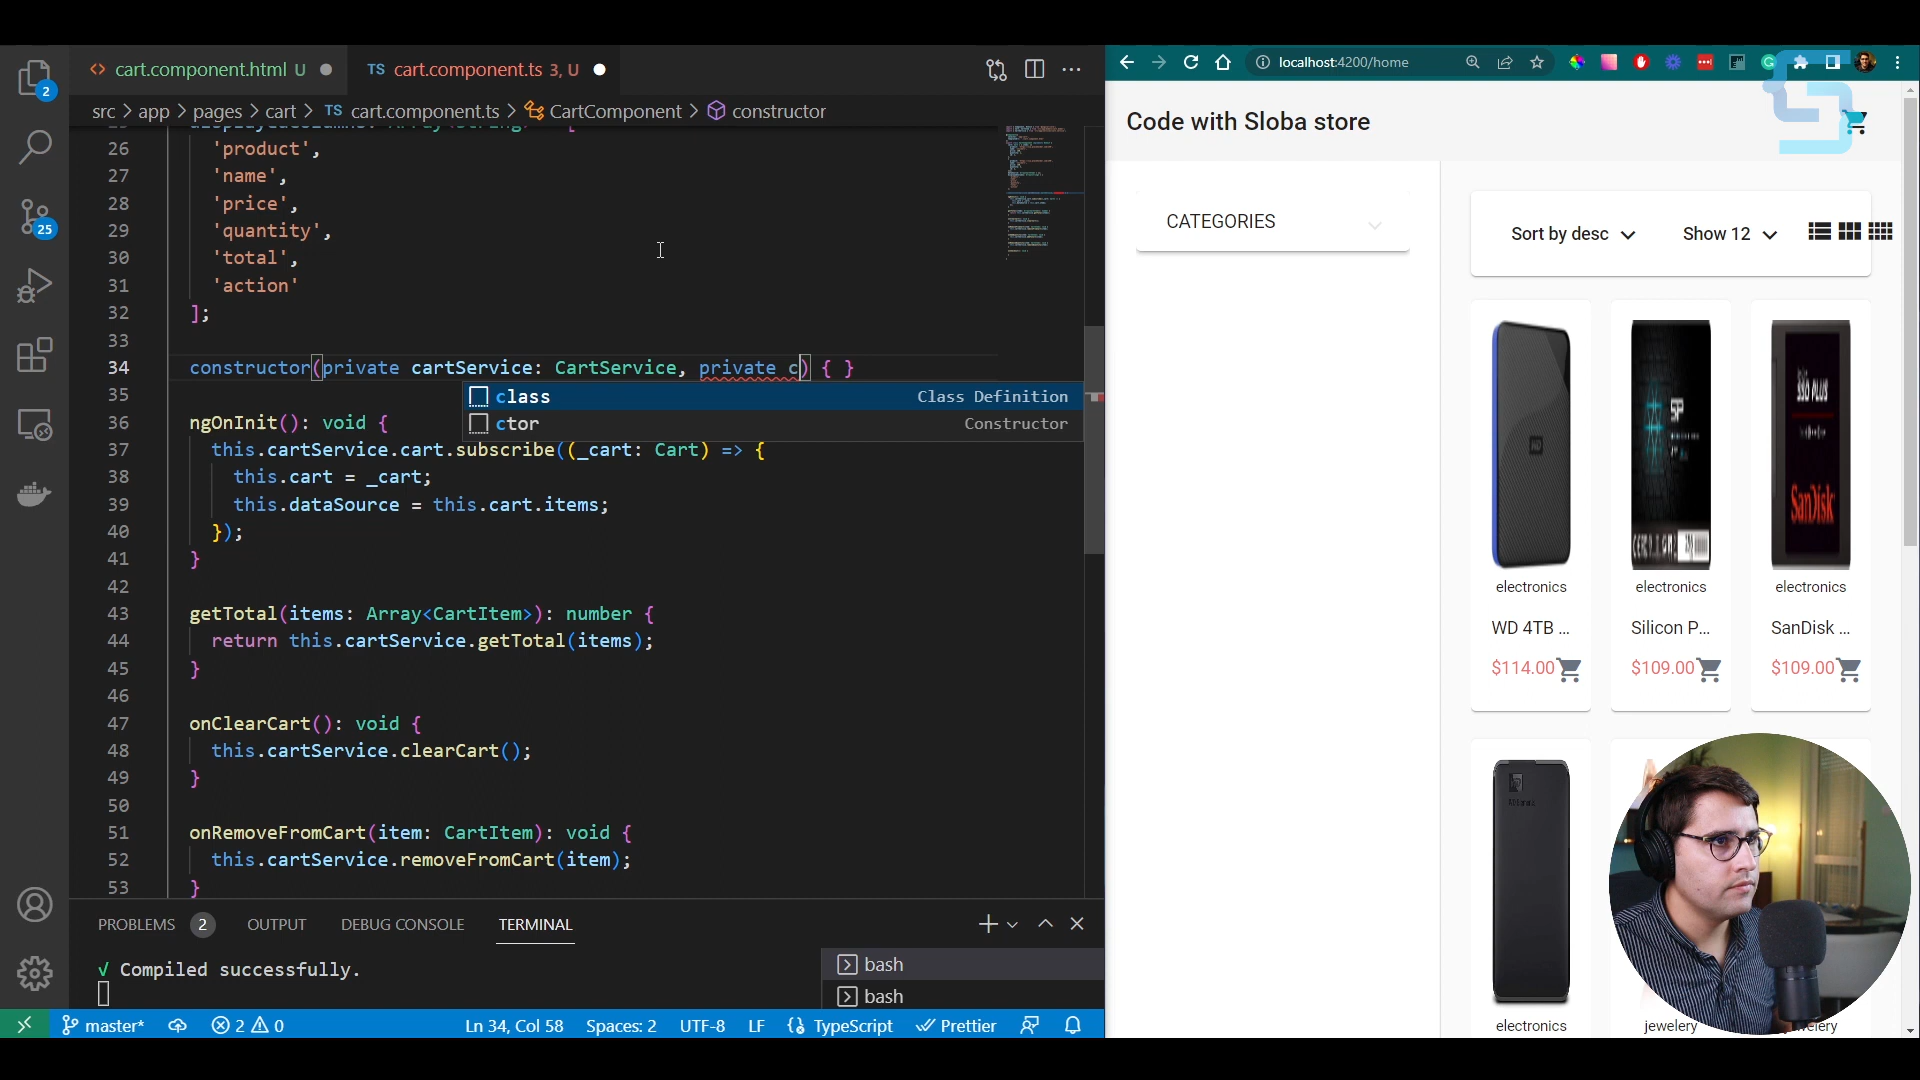 cart.component.html U
TS cart.component.ts 3, U
src > app > pages > cart > TS cart.component.ts > CartComponent > constructor
26 'product',
27 'name',
28 'price',
29 'quantity',
30 'total',
31 'action'
32 ];
33
34 constructor(private cartService: CartService, private c) { }
class Class Definition
ctor Constructor
35
36 ngOnInit(): void {
37 this.cartService.cart.subscribe((_cart: Cart) => {
38 this.cart = _cart;
39 this.dataSource = this.cart.items;
40 });
41 }
42
43 getTotal(items: Array<CartItem>): number {
44 return this.cartService.getTotal(items);
45 }
46
47 onClearCart(): void {
48 this.cartService.clearCart();
49 }
50
51 onRemoveFromCart(item: CartItem): void {
52 this.cartService.removeFromCart(item);
53 }
PROBLEMS 2 OUTPUT DEBUG CONSOLE TERMINAL
√ Compiled successfully.
bash
bash
2
25
master* 2 0 Ln 34, Col 58 Spaces: 2 UTF-8 LF TypeScript Prettier
localhost:4200/home
Code with Sloba store
CATEGORIES
Sort by desc
Show 12
SP
SanDisk
electronics
electronics
electronics
WD 4TB ...
Silicon P...
SanDisk ...
$114.00
$109.00
$109.00
electronics
jewelery